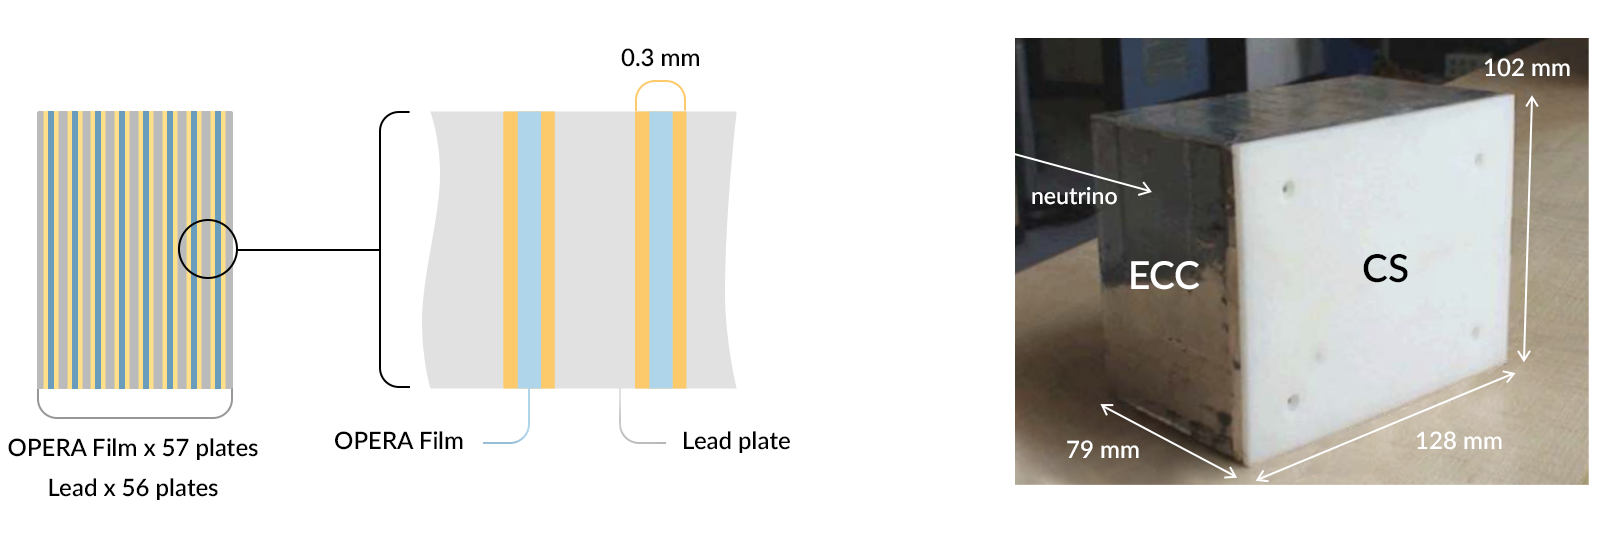 0.3 mm
OPERA Film
Lead plate
OPERA Film x 57 plates
Lead x 56 plates
102 mm
neutrino
ECC
CS
79 mm
128 mm